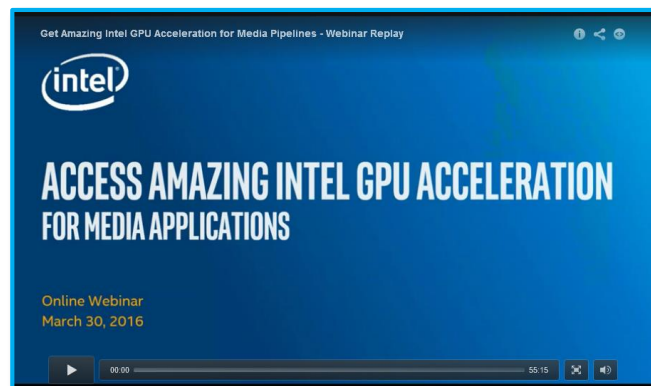 Get Amazing Intel GPU Acceleration for Media Pipelines - Webinar Replay
intel
ACCESS AMAZING INTEL GPU ACCELERATION
FOR MEDIA APPLICATIONS
Online Webinar
March 30, 2016
00:00
55:15